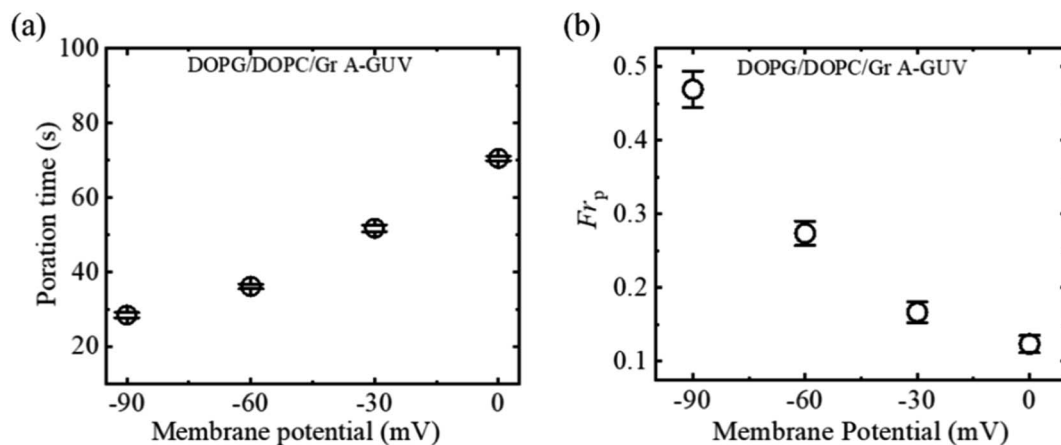 (a)
100
80
60
40
20
Poration time (s)
DOPG/DOPC/Gr A-GUV
-90 -60 -30 0
Membrane potential (mV)
(b)
0.5
0.4
0.3
0.2
0.1
Frp
DOPG/DOPC/Gr A-GUV
-90 -60 -30 0
Membrane Potential (mV)